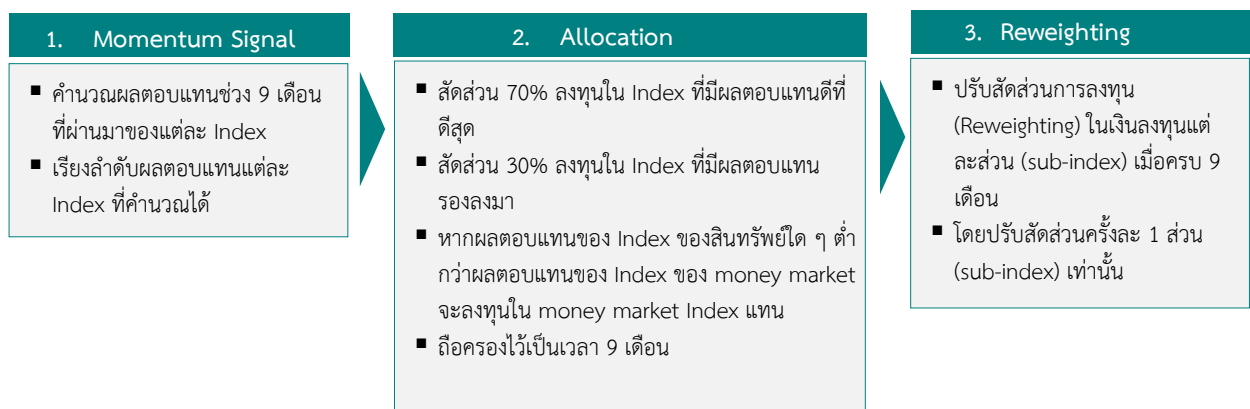 1. Momentum Signal
▪ คำนวณผลตอบแทนช่วง 9 เดือน
ที่ผ่านมาของแต่ละ Index
▪ เรียงลำดับผลตอบแทนแต่ละ
Index ที่คำนวณได้
2. Allocation
▪ สัดส่วน 70% ลงทุนใน Index ที่มีผลตอบแทนดีที่
ดีสุด
▪ สัดส่วน 30% ลงทุนใน Index ที่มีผลตอบแทน
รองลงมา
▪ หากผลตอบแทนของ Index ของสินทรัพย์ใด ๆ ต่ำ
กว่าผลตอบแทนของ Index ของ money market
จะลงทุนใน money market Index แทน
▪ ถือครองไว้เป็นเวลา 9 เดือน
3. Reweighting
▪ ปรับสัดส่วนการลงทุน
(Reweighting) ในเงินลงทุนแต่
ละส่วน (sub-index) เมื่อครบ 9
เดือน
▪ โดยปรับสัดส่วนครั้งละ 1 ส่วน
(sub-index) เท่านั้น